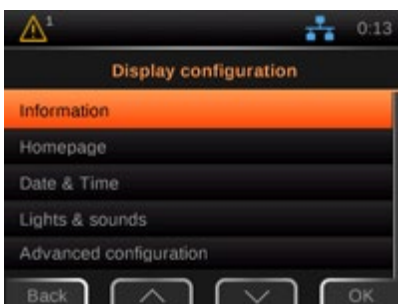 1
0:13
Display configuration
Information
Homepage
Date & Time
Lights & sounds
Advanced configuration
Back
OK